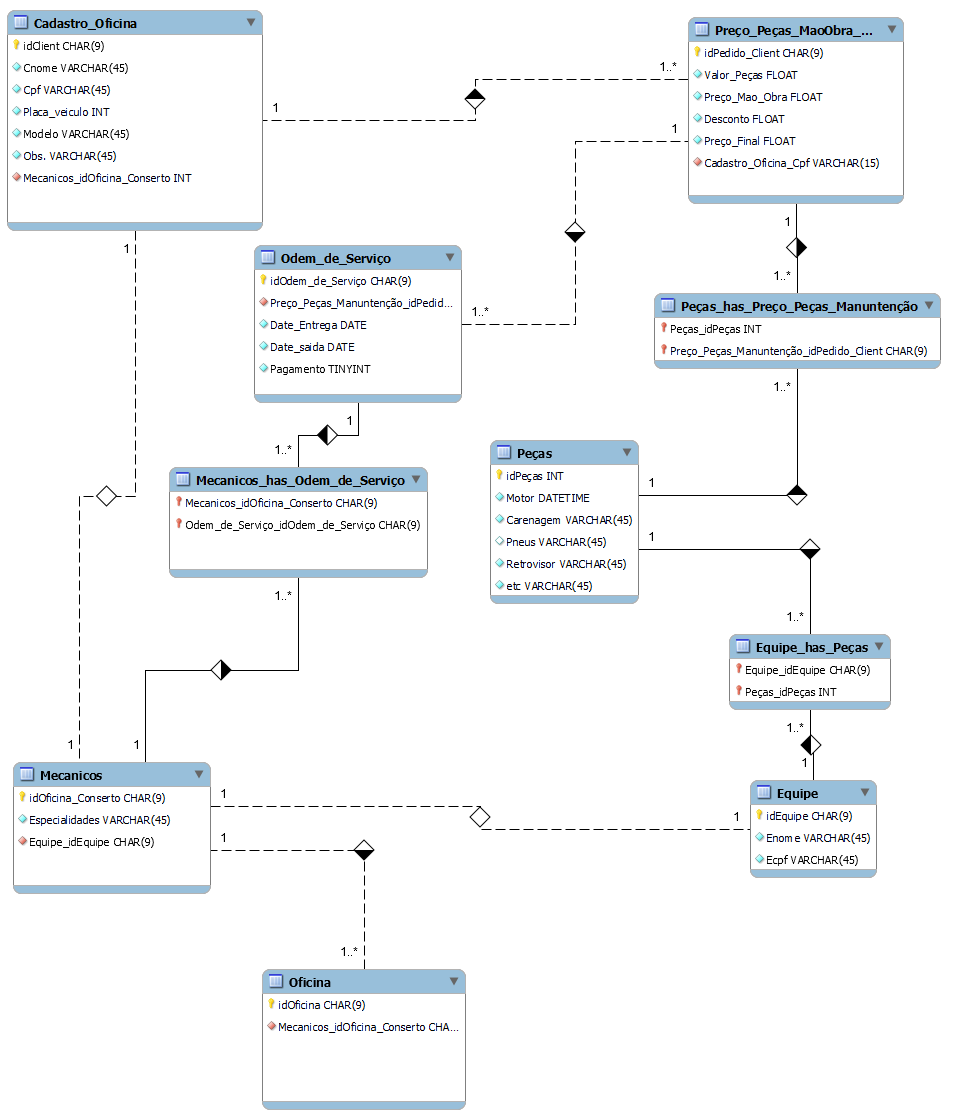 Cadastro_Oficina
idClient CHAR(9)
Cnome VARCHAR(45)
Cpf VARCHAR(45)
Placa_veiculo INT
Modelo VARCHAR(45)
Obs. VARCHAR(45)
Mecanicos_idOficina_Conserto INT
Preço_Peças_MaoObra_...
idPedido_Client CHAR(9)
Valor_Peças FLOAT
Preço_Mao_Obra FLOAT
Desconto FLOAT
Preço_Final FLOAT
Cadastro_Oficina_Cpf VARCHAR(15)
1
1..*
1
1..*
1
1..*
Odem_de_Serviço
idOdem_de_Serviço CHAR(9)
Preço_Peças_Manuntenção_idPedid...
Date_Entrega DATE
Date_saida DATE
Pagamento TINYINT
Peças_has_Preço_Peças_Manuntenção
Peças_idPeças INT
Preço_Peças_Manuntenção_idPedido_Client CHAR(9)
1
1
1..*
1..*
1
Mecanicos_has_Odem_de_Serviço
Mecanicos_idOficina_Conserto CHAR(9)
Odem_de_Serviço_idOdem_de_Serviço CHAR(9)
Peças
idPeças INT
Motor DATETIME
Carenagem VARCHAR(45)
Pneus VARCHAR(45)
Retrovisor VARCHAR(45)
etc VARCHAR(45)
1
1..*
1..*
Equipe_has_Peças
Equipe_idEquipe CHAR(9)
Peças_idPeças INT
1..*
1
1
1
Mecanicos
idOficina_Conserto CHAR(9)
Especialidades VARCHAR(45)
Equipe_idEquipe CHAR(9)
1
1
Equipe
idEquipe CHAR(9)
Enome VARCHAR(45)
Ecpf VARCHAR(45)
1
1..*
Oficina
idOficina CHAR(9)
Mecanicos_idOficina_Conserto CHA...